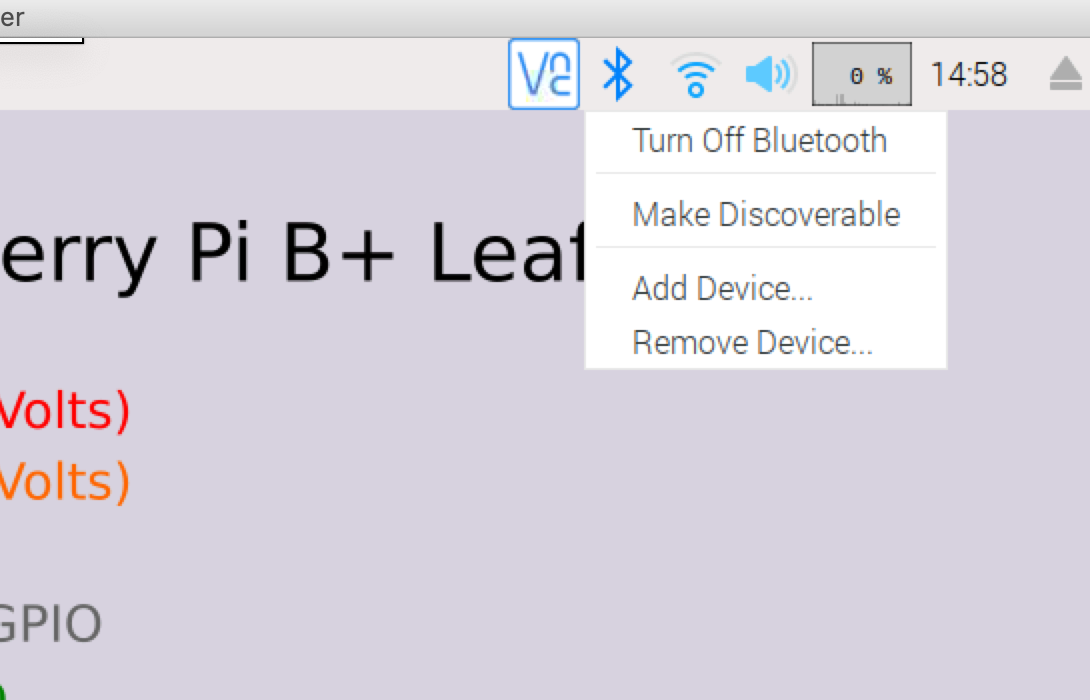 er
VNC
0 %
14:58
Turn Off Bluetooth
Make Discoverable
Add Device...
Remove Device...
erry Pi B+ Leaf
Volts)
Volts)
GPIO
)